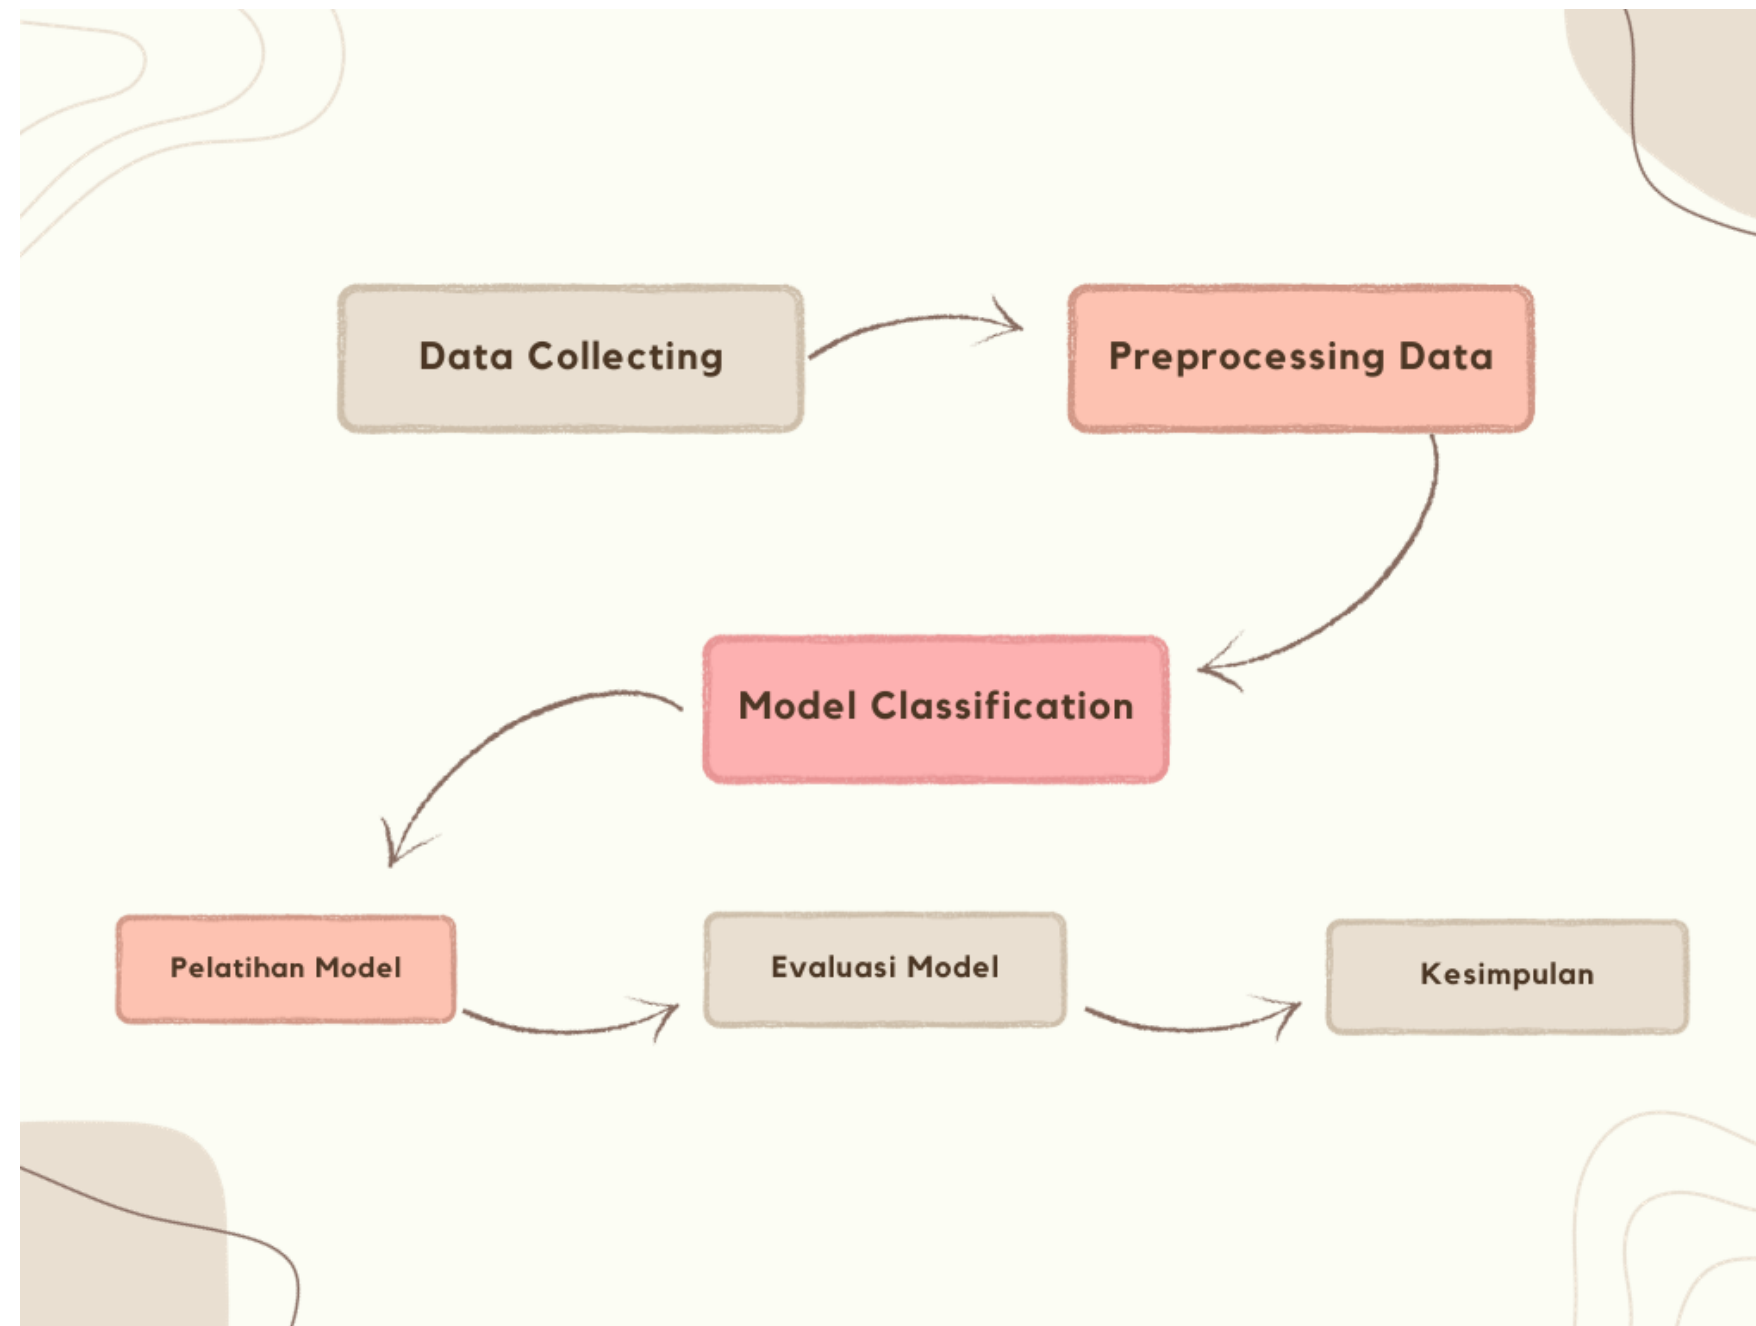 Data Collecting
Preprocessing Data
Model Classification
Pelatihan Model
Evaluasi Model
Kesimpulan